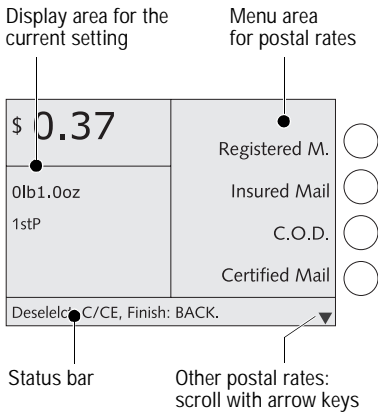 Display area for the
current setting
Menu area
for postal rates
$ 0.37
Registered M.
0lb1.0oz
Insured Mail
1stP
C.O.D.
Certified Mail
C/CE, Finish: BACK.
Status bar
Other postal rates:
scroll with arrow keys